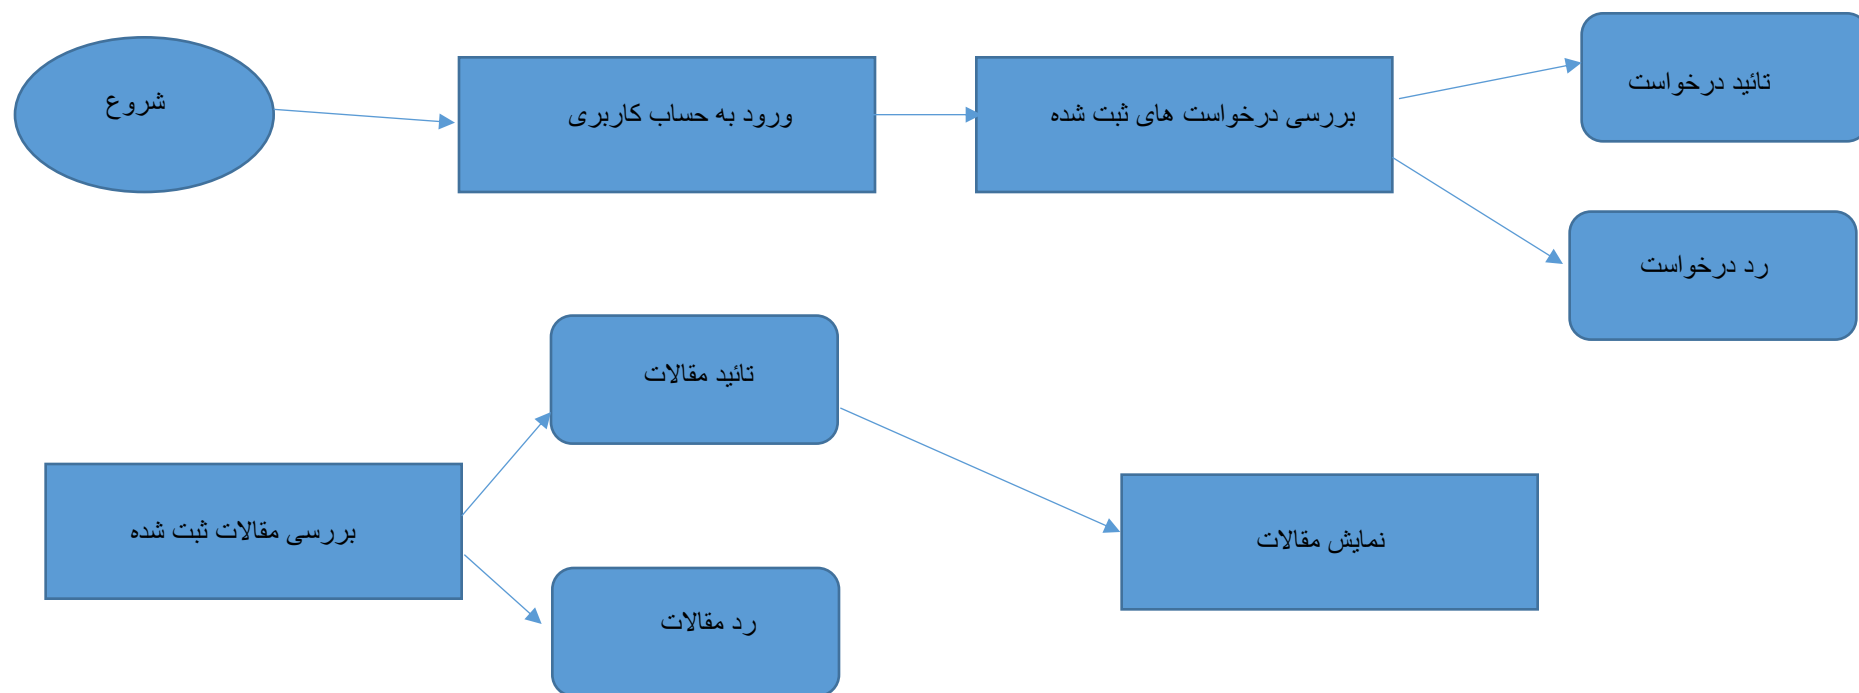 شروع
ورود به حساب کاربری
بررسی درخواست های ثبت شده
تائید درخواست
رد درخواست
تائید مقالات
بررسی مقالات ثبت شده
نمایش مقالات
رد مقالات